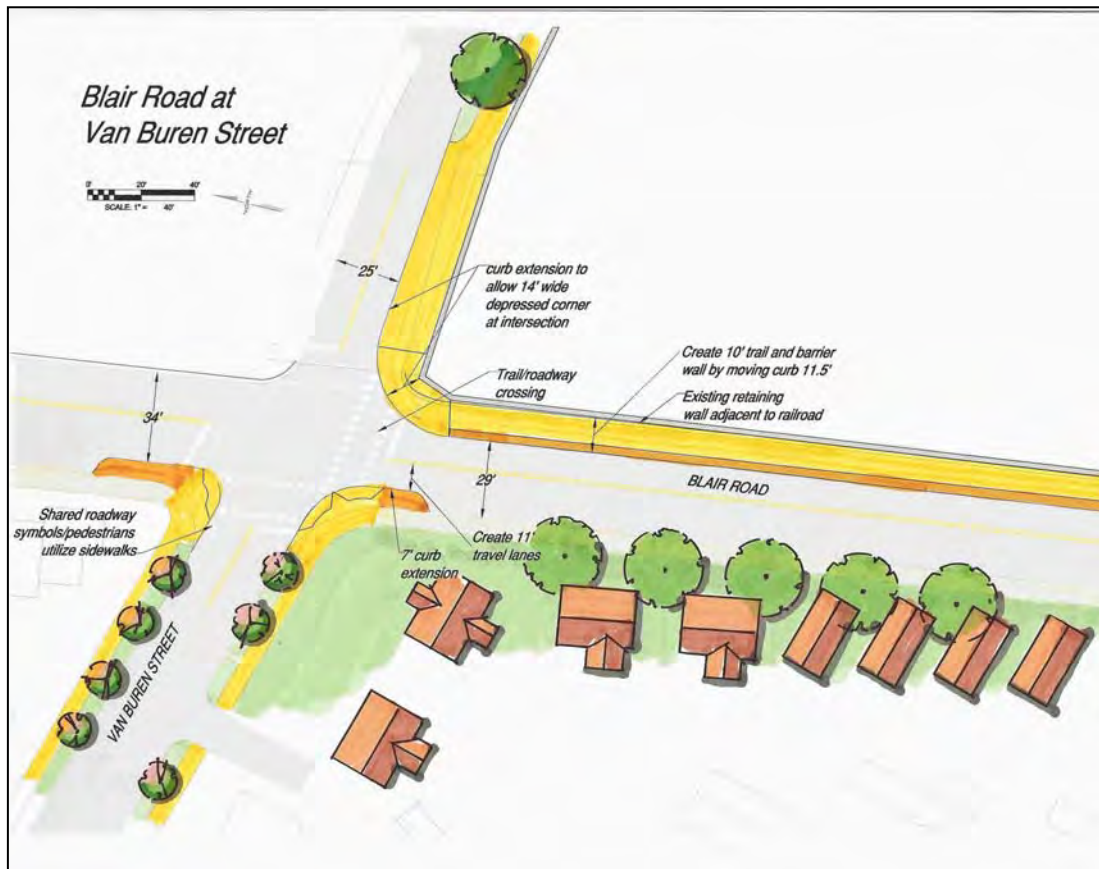 Blair Road at
Van Buren Street
0' 20' 40'
SCALE: 1" = 40'
25'
curb extension to
allow 14' wide
depressed corner
at intersection
Create 10' trail and barrier
wall by moving curb 11.5'
Trail/roadway
crossing
Existing retaining
wall adjacent to railroad
34'
29'
BLAIR ROAD
Shared roadway
symbols/pedestrians
utilize sidewalks
Create 11'
travel lanes
7' curb
extension
VAN BUREN STREET